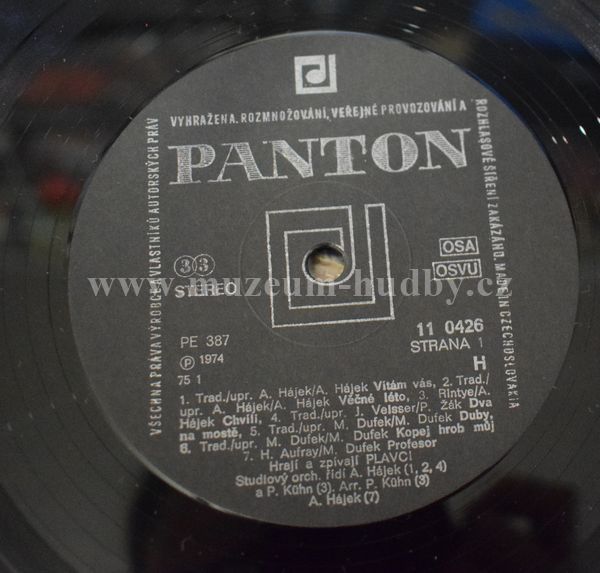 VŠECHNA PRÁVA VÝROBCE I VLASTNÍKŮ AUTORSKÝCH PRÁV
VYHRAŽENA. ROZMNOŽOVÁNÍ, VEŘEJNÉ PROVOZOVÁNÍ A
ROZHLASOVÉ ŠÍŘENÍ ZAKÁZÁNO. MADE IN CZECHOSLOVAKIA
PANTON
33
STEREO
OSA
OSVU
www.muzeum-hudby.cz
PE 387
℗ 1974
75 1
11 0426
STRANA 1
H
1. Trad./upr. A. Hájek/A. Hájek Vítám vás, 2. Trad./
upr. A. Hájek/A. Hájek Věčné léto, 3. Rintye/A.
Hájek Chvíli, 4. Trad./upr. J. Velsser/P. Žák Dva
na mostě, 5. Trad./upr. M. Dufek/M. Dufek Duby,
6. Trad./upr. M. Dufek/M. Dufek Kopej hrob můj
7. H. Aufray/M. Dufek Profesor
Hrají a zpívají PLAVCI
Studiový orch. řídí A. Hájek (1, 2, 4)
a P. Kühn (3). Arr. P. Kühn (3)
A. Hájek (7)